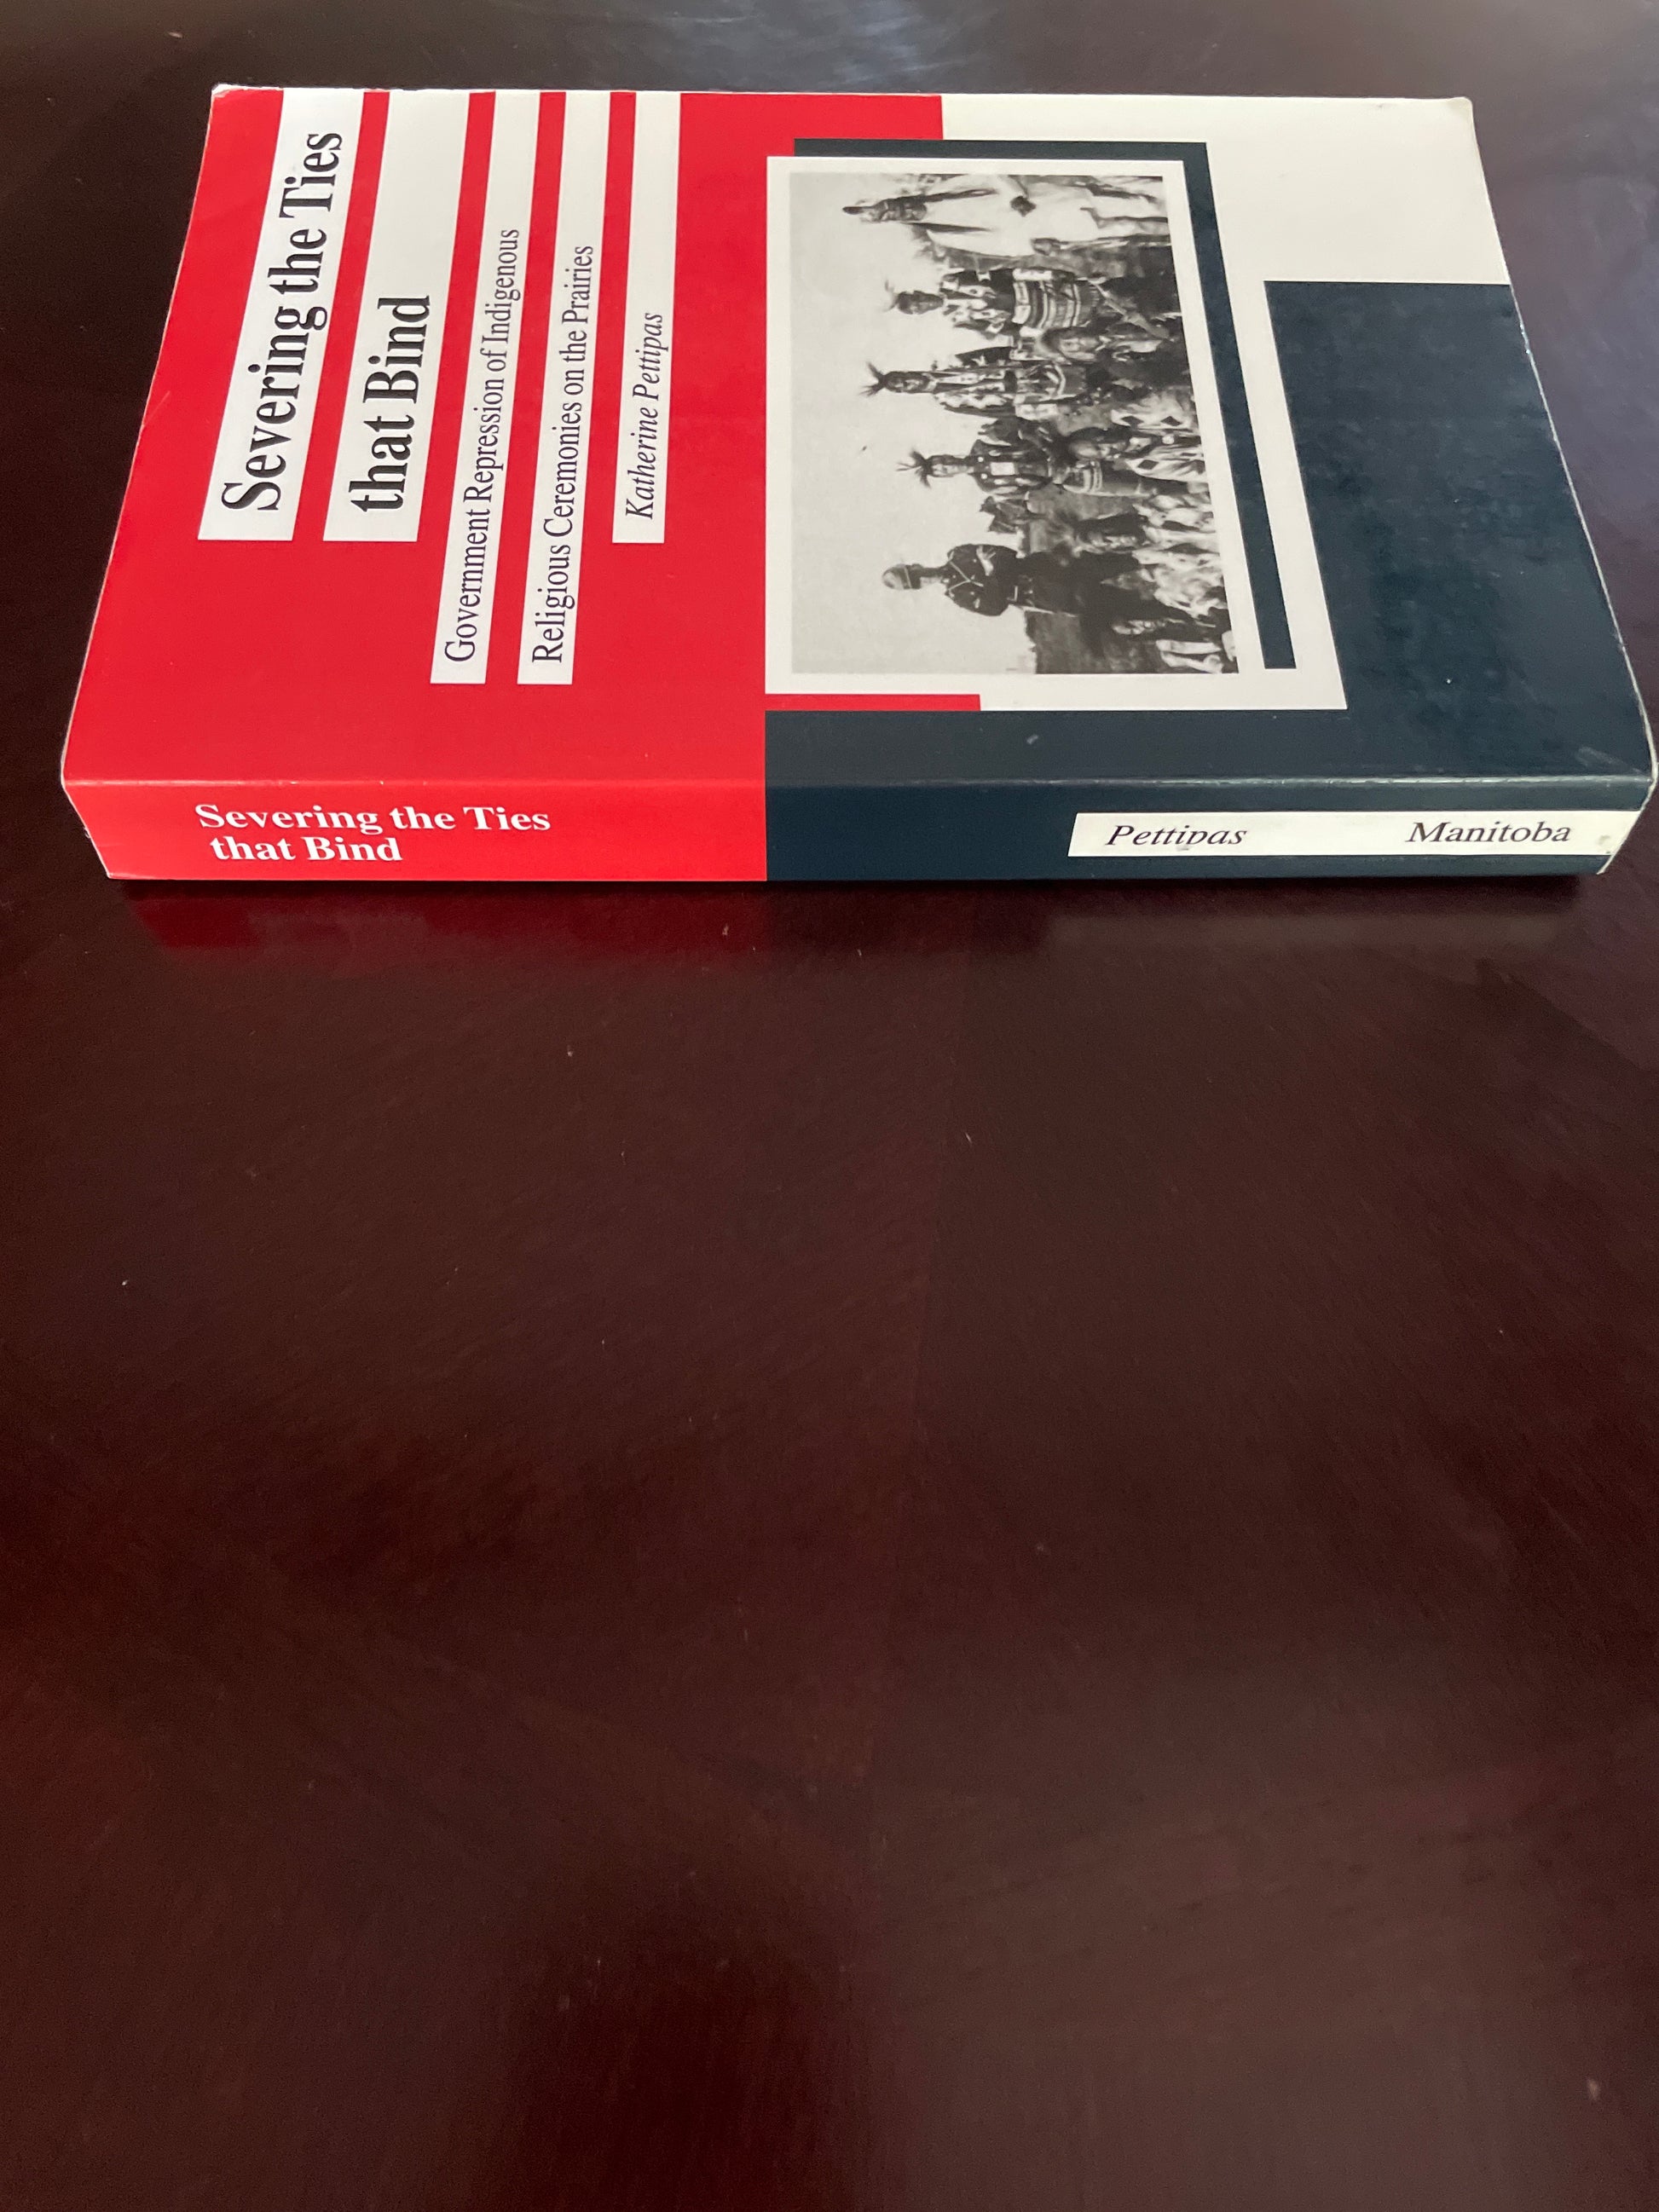 Severing the Ties
that Bind
Government Repression of Indigenous
Religious Ceremonies on the Prairies
Katherine Pettipas
Severing the Ties
that Bind
Pettipas
Manitoba